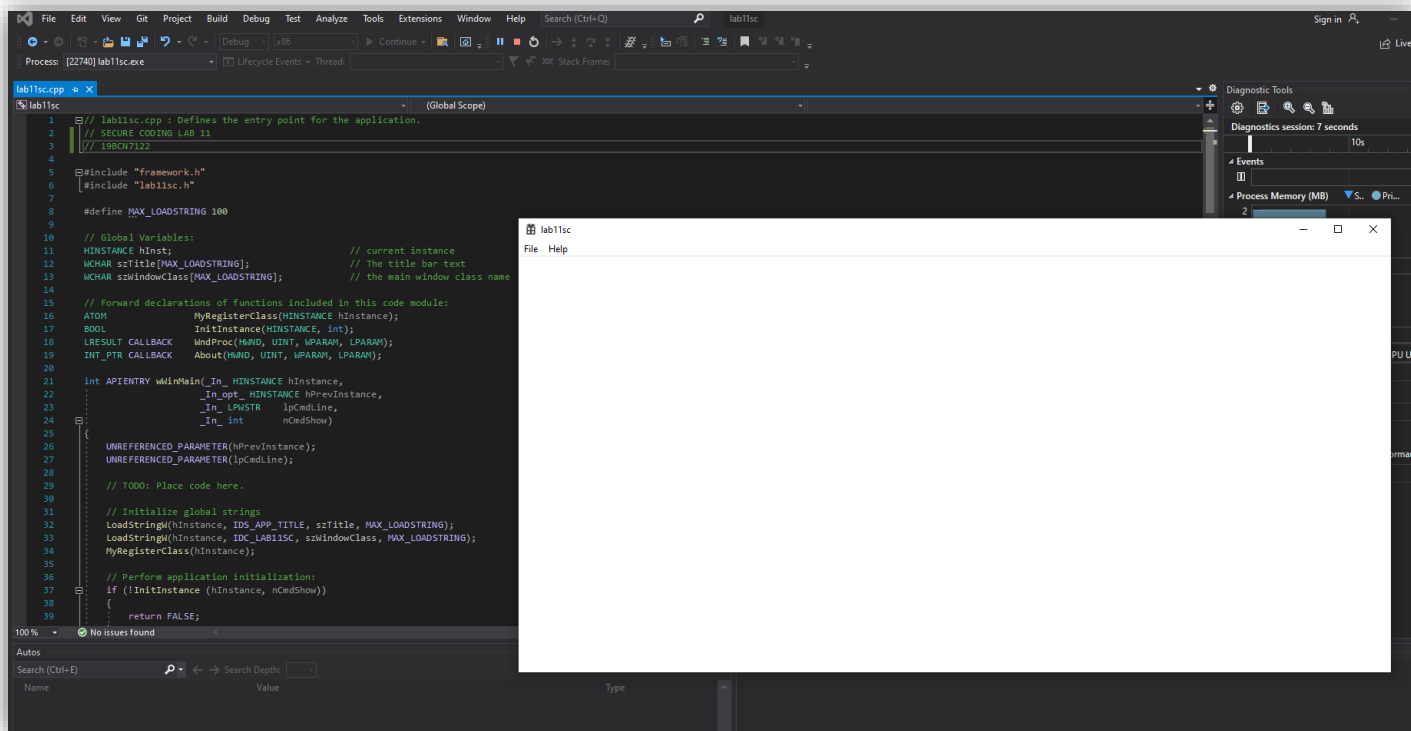 File Edit View Git Project Build Debug Test Analyze Tools Extensions Window Help Search (Ctrl+Q) lab11sc Sign in
Debug x86 Continue Live
Process: [22740] lab11sc.exe Lifecycle Events Thread: Stack Frame:
lab11sc.cpp
lab11sc (Global Scope)
1 // lab11sc.cpp : Defines the entry point for the application.
2 // SECURE CODING LAB 11
3 // 19BCN7122
4
5 #include "framework.h"
6 #include "lab11sc.h"
7
8 #define MAX_LOADSTRING 100
9
10 // Global Variables:
11 HINSTANCE hInst; // current instance
12 WCHAR szTitle[MAX_LOADSTRING]; // The title bar text
13 WCHAR szWindowClass[MAX_LOADSTRING]; // the main window class name
14
15 // Forward declarations of functions included in this code module:
16 ATOM MyRegisterClass(HINSTANCE hInstance);
17 BOOL InitInstance(HINSTANCE, int);
18 LRESULT CALLBACK WndProc(HWND, UINT, WPARAM, LPARAM);
19 INT_PTR CALLBACK About(HWND, UINT, WPARAM, LPARAM);
20
21 int APIENTRY wWinMain(_In_ HINSTANCE hInstance,
22 _In_opt_ HINSTANCE hPrevInstance,
23 _In_ LPWSTR lpCmdLine,
24 _In_ int nCmdShow)
25 {
26 UNREFERENCED_PARAMETER(hPrevInstance);
27 UNREFERENCED_PARAMETER(lpCmdLine);
28
29 // TODO: Place code here.
30
31 // Initialize global strings
32 LoadStringW(hInstance, IDS_APP_TITLE, szTitle, MAX_LOADSTRING);
33 LoadStringW(hInstance, IDC_LAB11SC, szWindowClass, MAX_LOADSTRING);
34 MyRegisterClass(hInstance);
35
36 // Perform application initialization:
37 if (!InitInstance (hInstance, nCmdShow))
38 {
39 return FALSE;
100 % No issues found
Autos
Search (Ctrl+E) Search Depth:
Name Value Type
lab11sc
File Help
Diagnostic Tools
Diagnostics session: 7 seconds
10s
Events
Process Memory (MB) S.. Pri...
2
PU U
orma